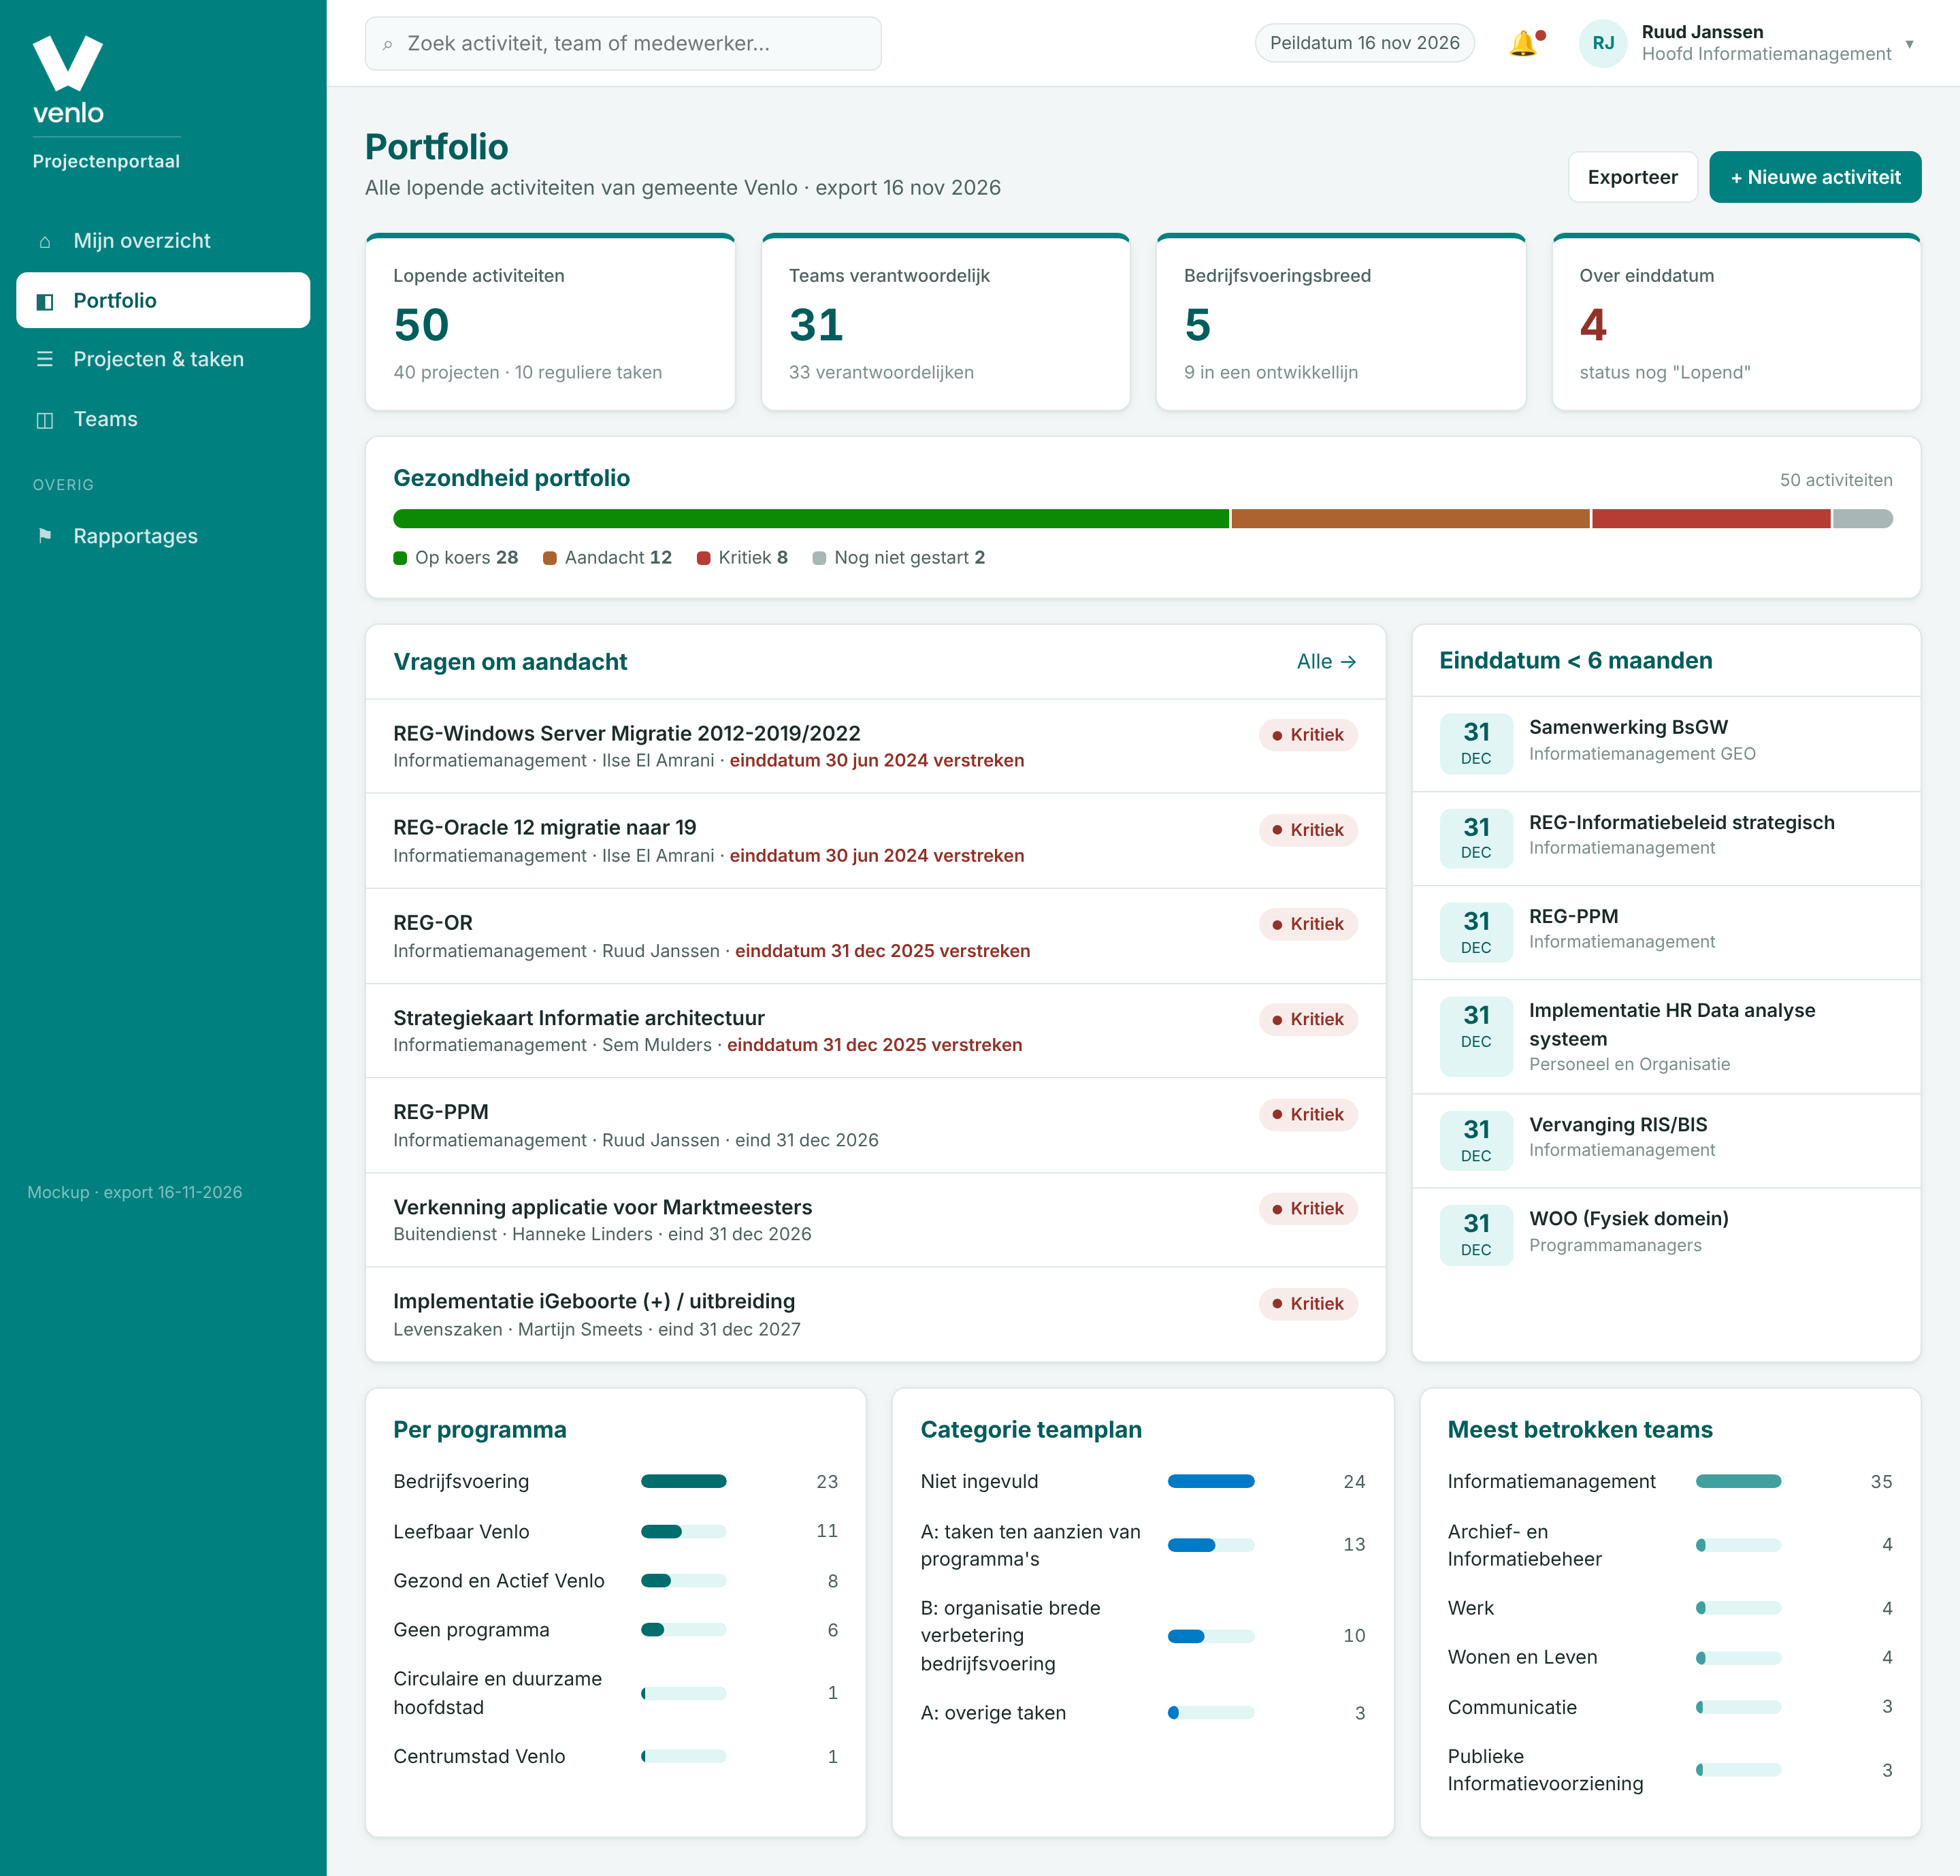 venlo
Projectenportaal
Mijn overzicht
Portfolio
Projecten & taken
Teams
OVERIG
Rapportages
Mockup · export 16-11-2026
Zoek activiteit, team of medewerker...
Peildatum 16 nov 2026
RJ
Ruud Janssen
Hoofd Informatiemanagement
Portfolio
Alle lopende activiteiten van gemeente Venlo · export 16 nov 2026
Exporteer
+ Nieuwe activiteit
Lopende activiteiten
50
40 projecten · 10 reguliere taken
Teams verantwoordelijk
31
33 verantwoordelijken
Bedrijfsvoeringsbreed
5
9 in een ontwikkellijn
Over einddatum
4
status nog "Lopend"
Gezondheid portfolio
50 activiteiten
Op koers 28 Aandacht 12 Kritiek 8 Nog niet gestart 2
Vragen om aandacht
Alle →
REG-Windows Server Migratie 2012-2019/2022
Informatiemanagement · Ilse El Amrani · einddatum 30 jun 2024 verstreken
Kritiek
REG-Oracle 12 migratie naar 19
Informatiemanagement · Ilse El Amrani · einddatum 30 jun 2024 verstreken
Kritiek
REG-OR
Informatiemanagement · Ruud Janssen · einddatum 31 dec 2025 verstreken
Kritiek
Strategiekaart Informatie architectuur
Informatiemanagement · Sem Mulders · einddatum 31 dec 2025 verstreken
Kritiek
REG-PPM
Informatiemanagement · Ruud Janssen · eind 31 dec 2026
Kritiek
Verkenning applicatie voor Marktmeesters
Buitendienst · Hanneke Linders · eind 31 dec 2026
Kritiek
Implementatie iGeboorte (+) / uitbreiding
Levenszaken · Martijn Smeets · eind 31 dec 2027
Kritiek
Einddatum < 6 maanden
31
DEC
Samenwerking BsGW
Informatiemanagement GEO
31
DEC
REG-Informatiebeleid strategisch
Informatiemanagement
31
DEC
REG-PPM
Informatiemanagement
31
DEC
Implementatie HR Data analyse
systeem
Personeel en Organisatie
31
DEC
Vervanging RIS/BIS
Informatiemanagement
31
DEC
WOO (Fysiek domein)
Programmamanagers
Per programma
Bedrijfsvoering 23
Leefbaar Venlo 11
Gezond en Actief Venlo 8
Geen programma 6
Circulaire en duurzame
hoofdstad 1
Centrumstad Venlo 1
Categorie teamplan
Niet ingevuld 24
A: taken ten aanzien van
programma's 13
B: organisatie brede
verbetering 10
bedrijfsvoering
A: overige taken 3
Meest betrokken teams
Informatiemanagement 35
Archief- en
Informatiebeheer 4
Werk 4
Wonen en Leven 4
Communicatie 3
Publieke
Informatievoorziening 3